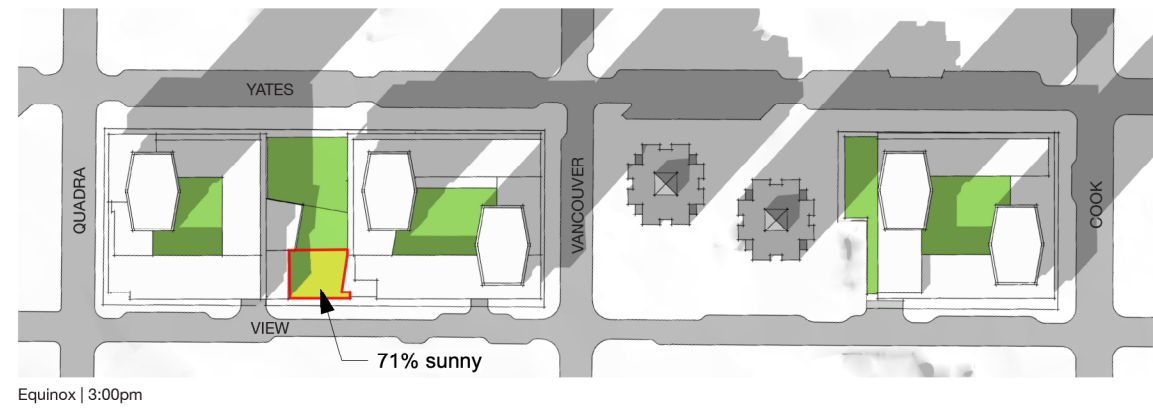 YATES
QUADRA
VANCOUVER
COOK
VIEW
71% sunny
Equinox | 3:00pm